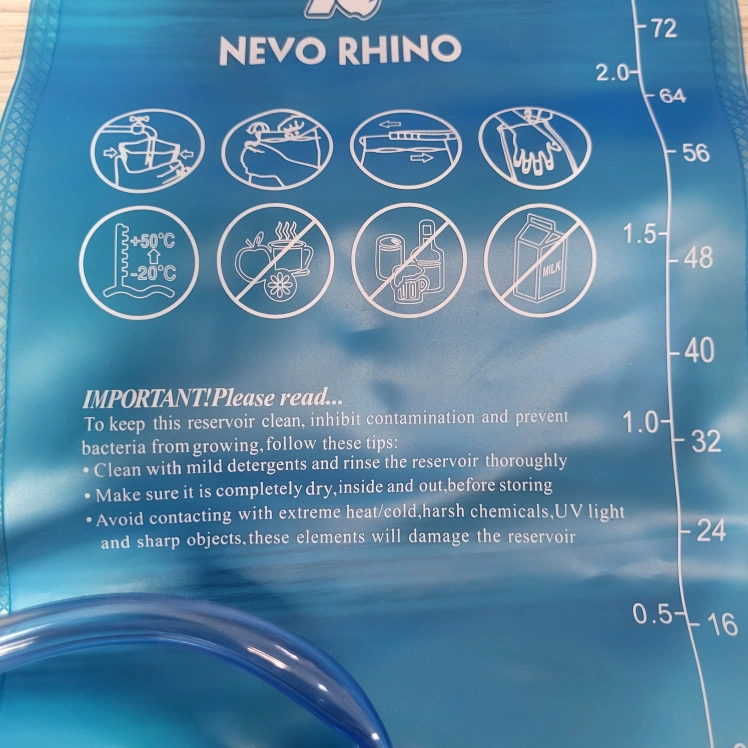 NEVO RHINO
+50°C
-20°C
MILK
IMPORTANT!Please read...
To keep this reservoir clean, inhibit contamination and prevent
bacteria from growing,follow these tips:
• Clean with mild detergents and rinse the reservoir thoroughly
• Make sure it is completely dry,inside and out,before storing
• Avoid contacting with extreme heat/cold,harsh chemicals,UV light
and sharp objects,these elements will damage the reservoir
72
2.0
64
56
1.5
48
40
1.0
32
24
0.5
16